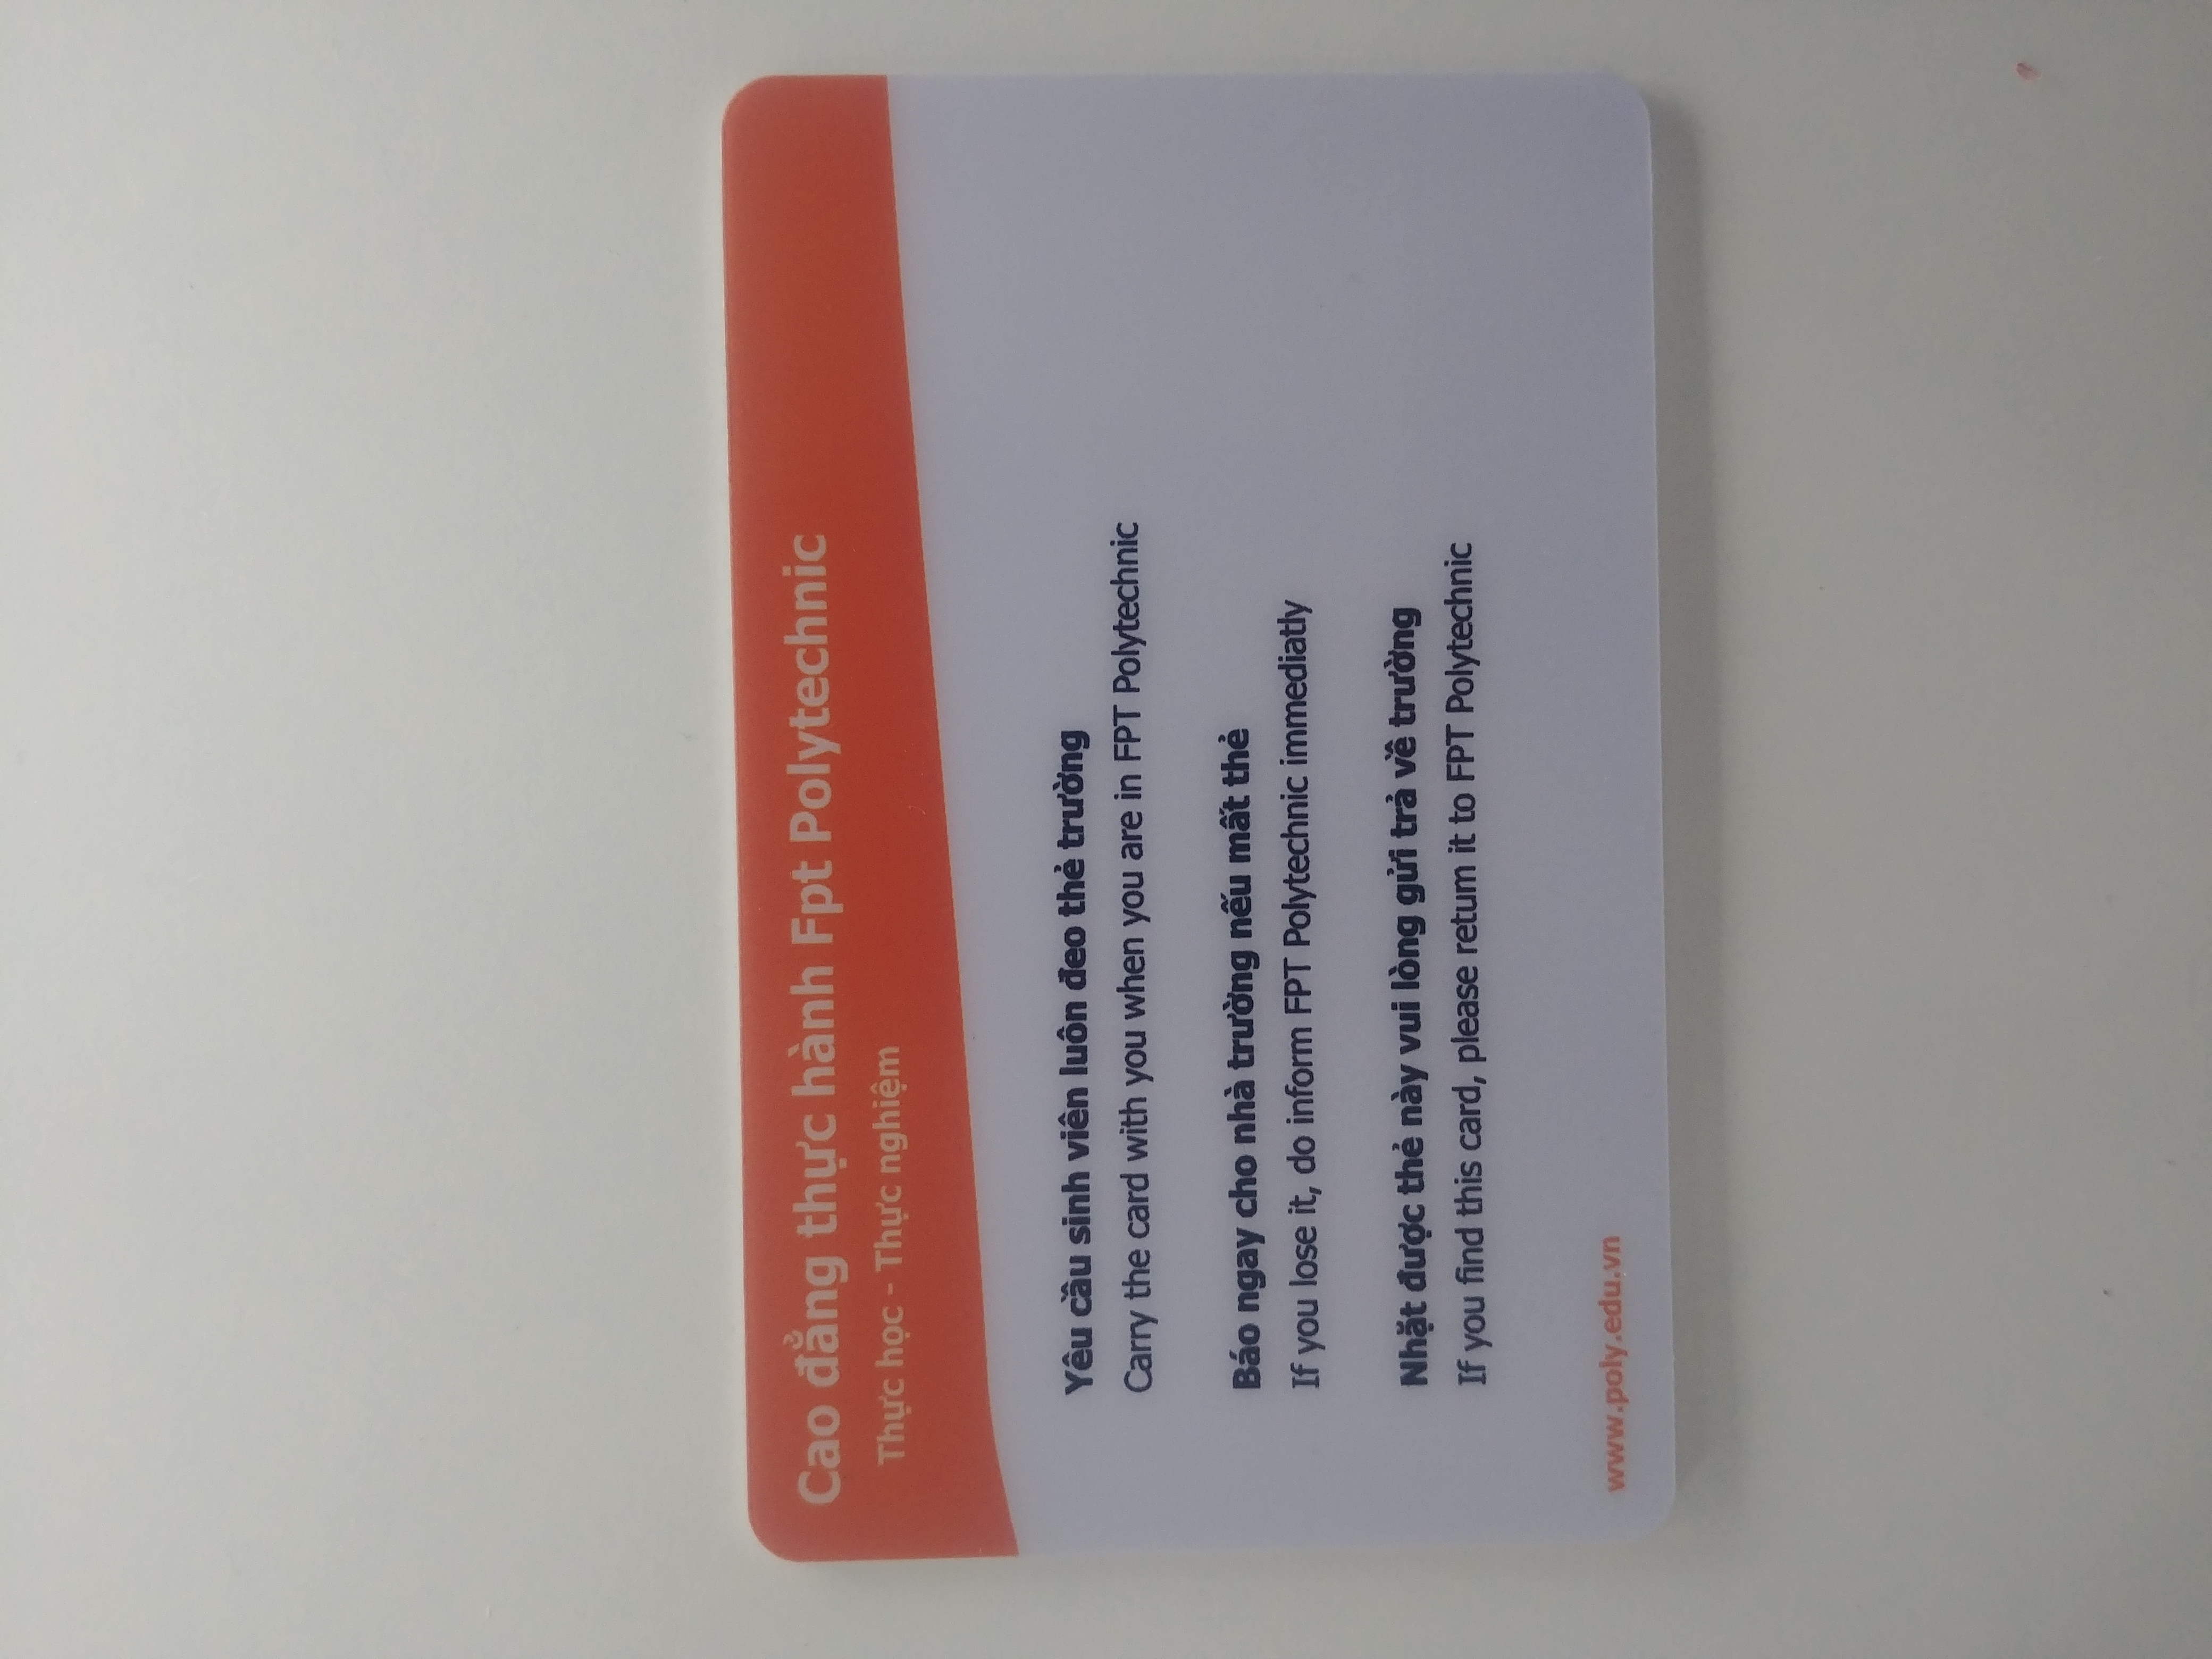 Cao đẳng thực hành Fpt Polytechnic
Thực học - Thực nghiệm
Yêu cầu sinh viên luôn đeo thẻ trường
Carry the card with you when you are in FPT Polytechnic
Báo ngay cho nhà trường nếu mất thẻ
If you lose it, do inform FPT Polytechnic immediatly
Nhặt được thẻ này vui lòng gửi trả về trường
If you find this card, please retum it to FPT Polytechnic
www.poly.edu.vn